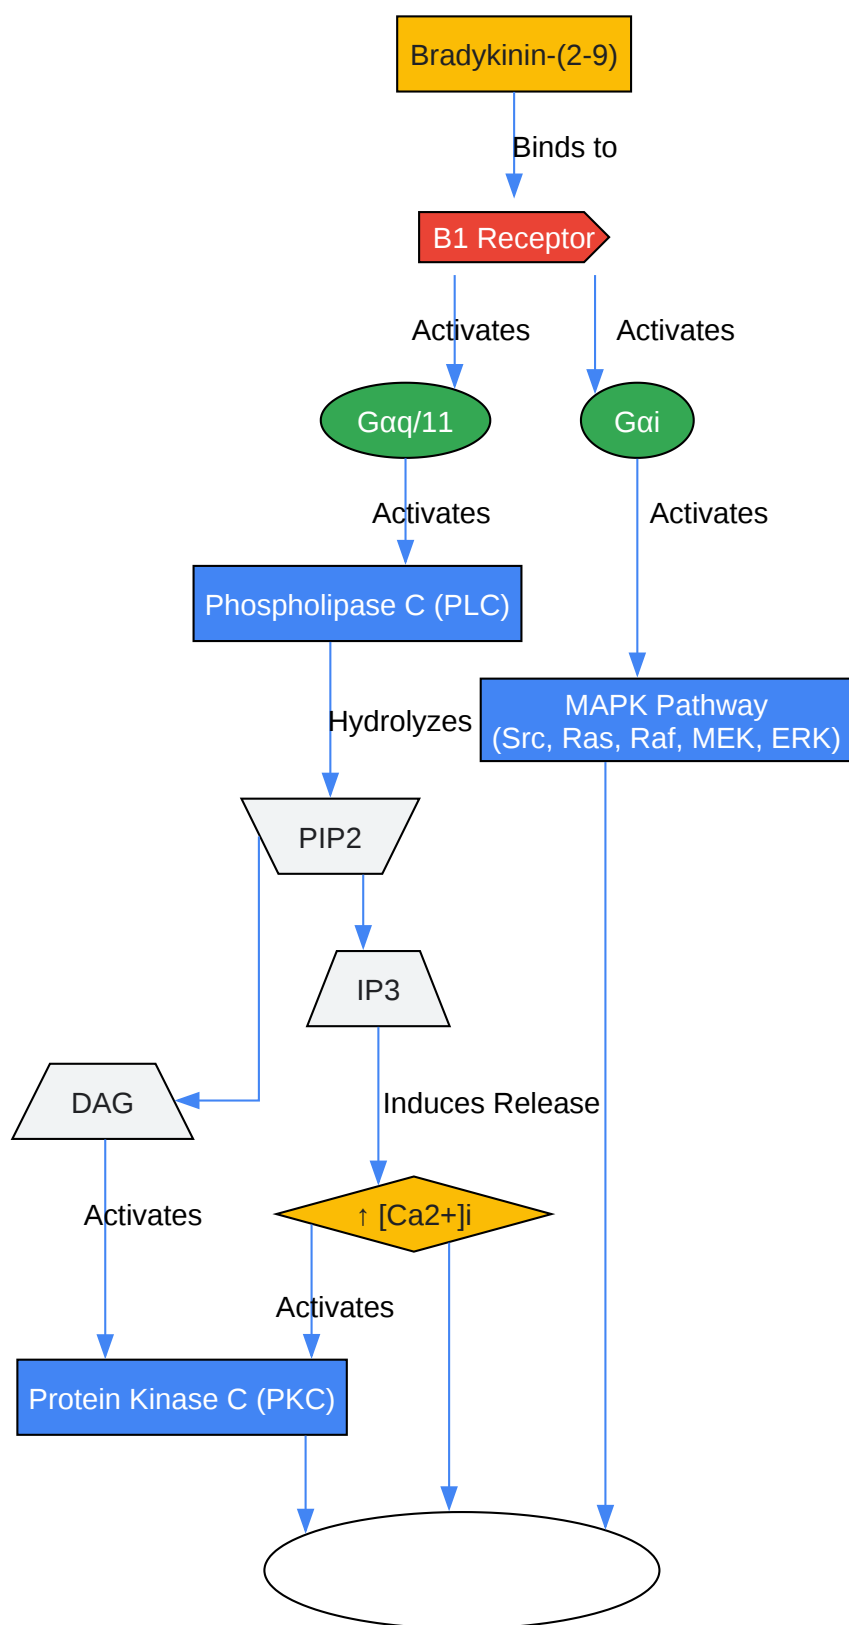 Bradykinin-(2-9)
Binds to
B1 Receptor
Activates
Activates
Gαq/11
Gαi
Activates
Activates
Phospholipase C (PLC)
MAPK Pathway
(Src, Ras, Raf, MEK, ERK)
Hydrolyzes
PIP2
IP3
DAG
Induces Release
Activates
↑ [Ca2+]i
Activates
Protein Kinase C (PKC)